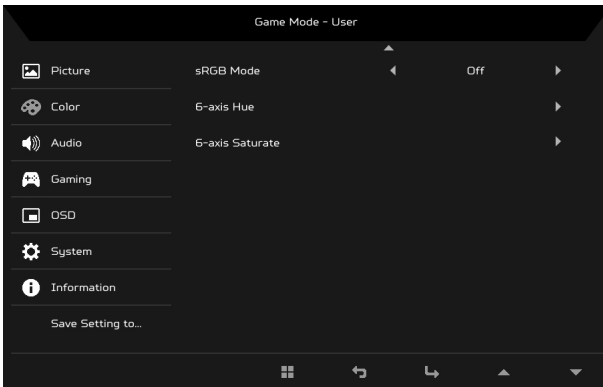 Game Mode - User
Picture
sRGB Mode Off
Color
6-axis Hue
Audio
6-axis Saturate
Gaming
OSD
System
Information
Save Setting to...